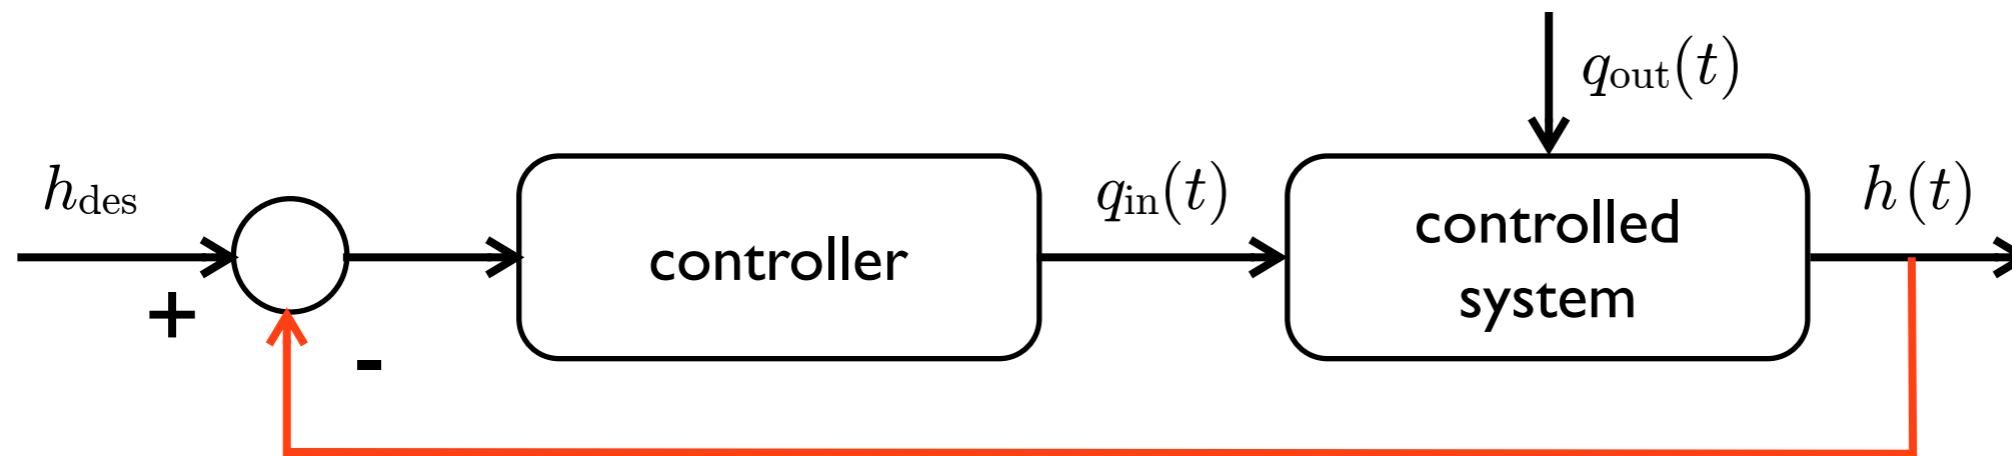 q_out(t)
h_des
q_in(t)
h(t)
controller
controlled
system
+
-